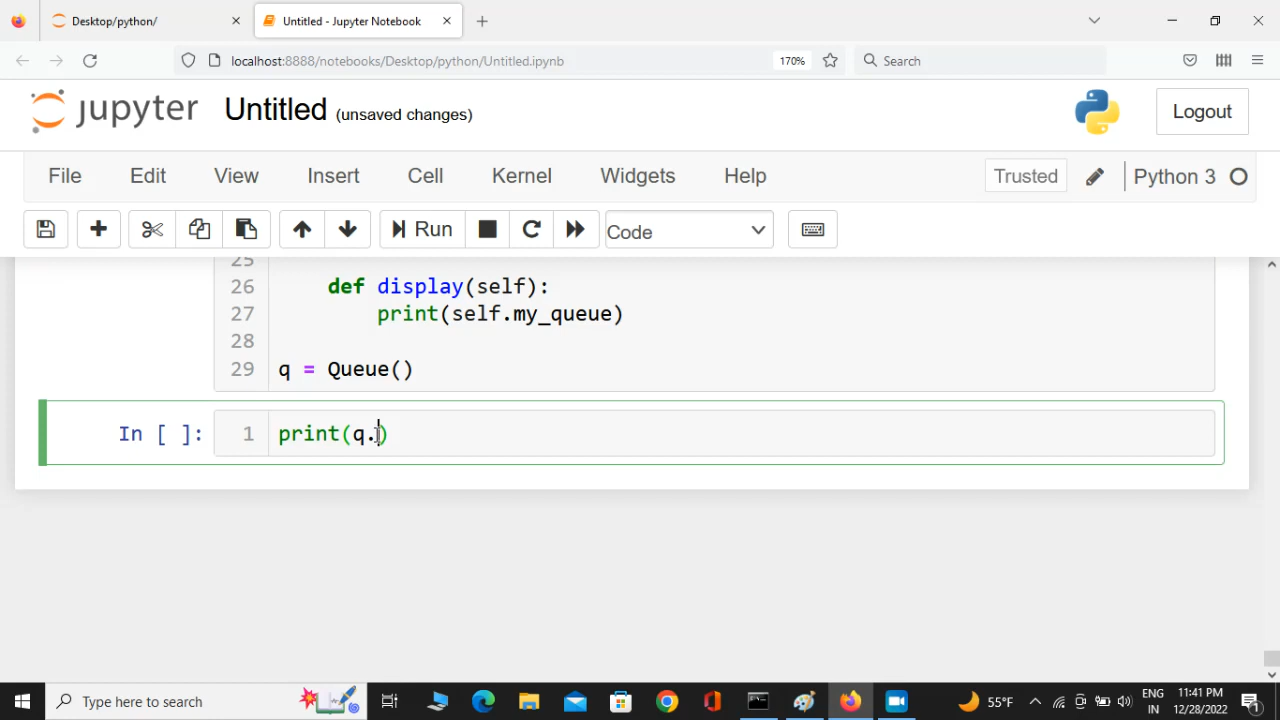 Desktop/python/
Untitled - Jupyter Notebook
localhost:8888/notebooks/Desktop/python/Untitled.ipynb
170%
Search
jupyter
Untitled (unsaved changes)
Logout
File Edit View Insert Cell Kernel Widgets Help
Trusted
Python 3
Run
Code
25
26 def display(self):
27 print(self.my_queue)
28
29 q = Queue()
In [ ]: 1 print(q.)
Type here to search
55°F
ENG
IN
11:41 PM
12/28/2022
1